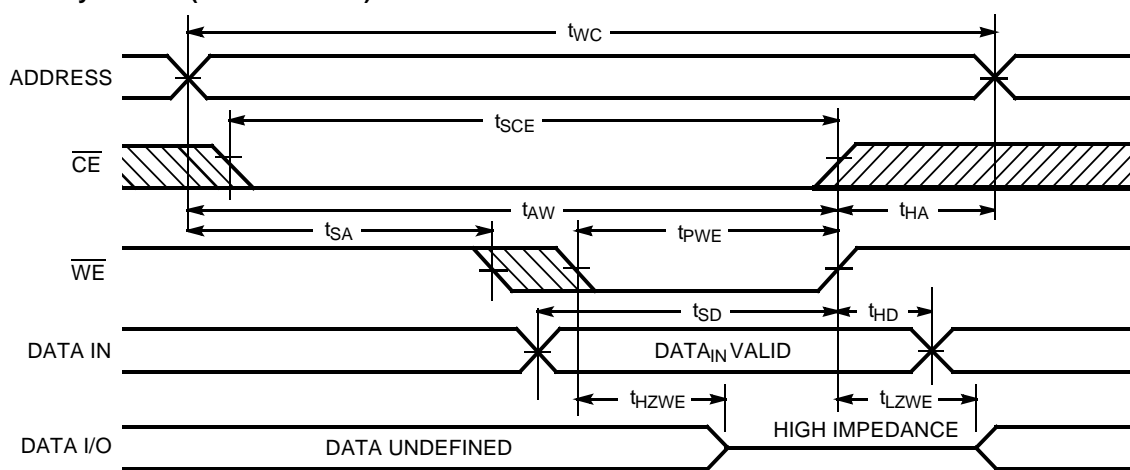 tWC
ADDRESS
tSCE
CE
tAW
tHA
tSA
tPWE
WE
tSD
tHD
DATA IN
DATAIN VALID
tHZWE
tLZWE
HIGH IMPEDANCE
DATA I/O
DATA UNDEFINED